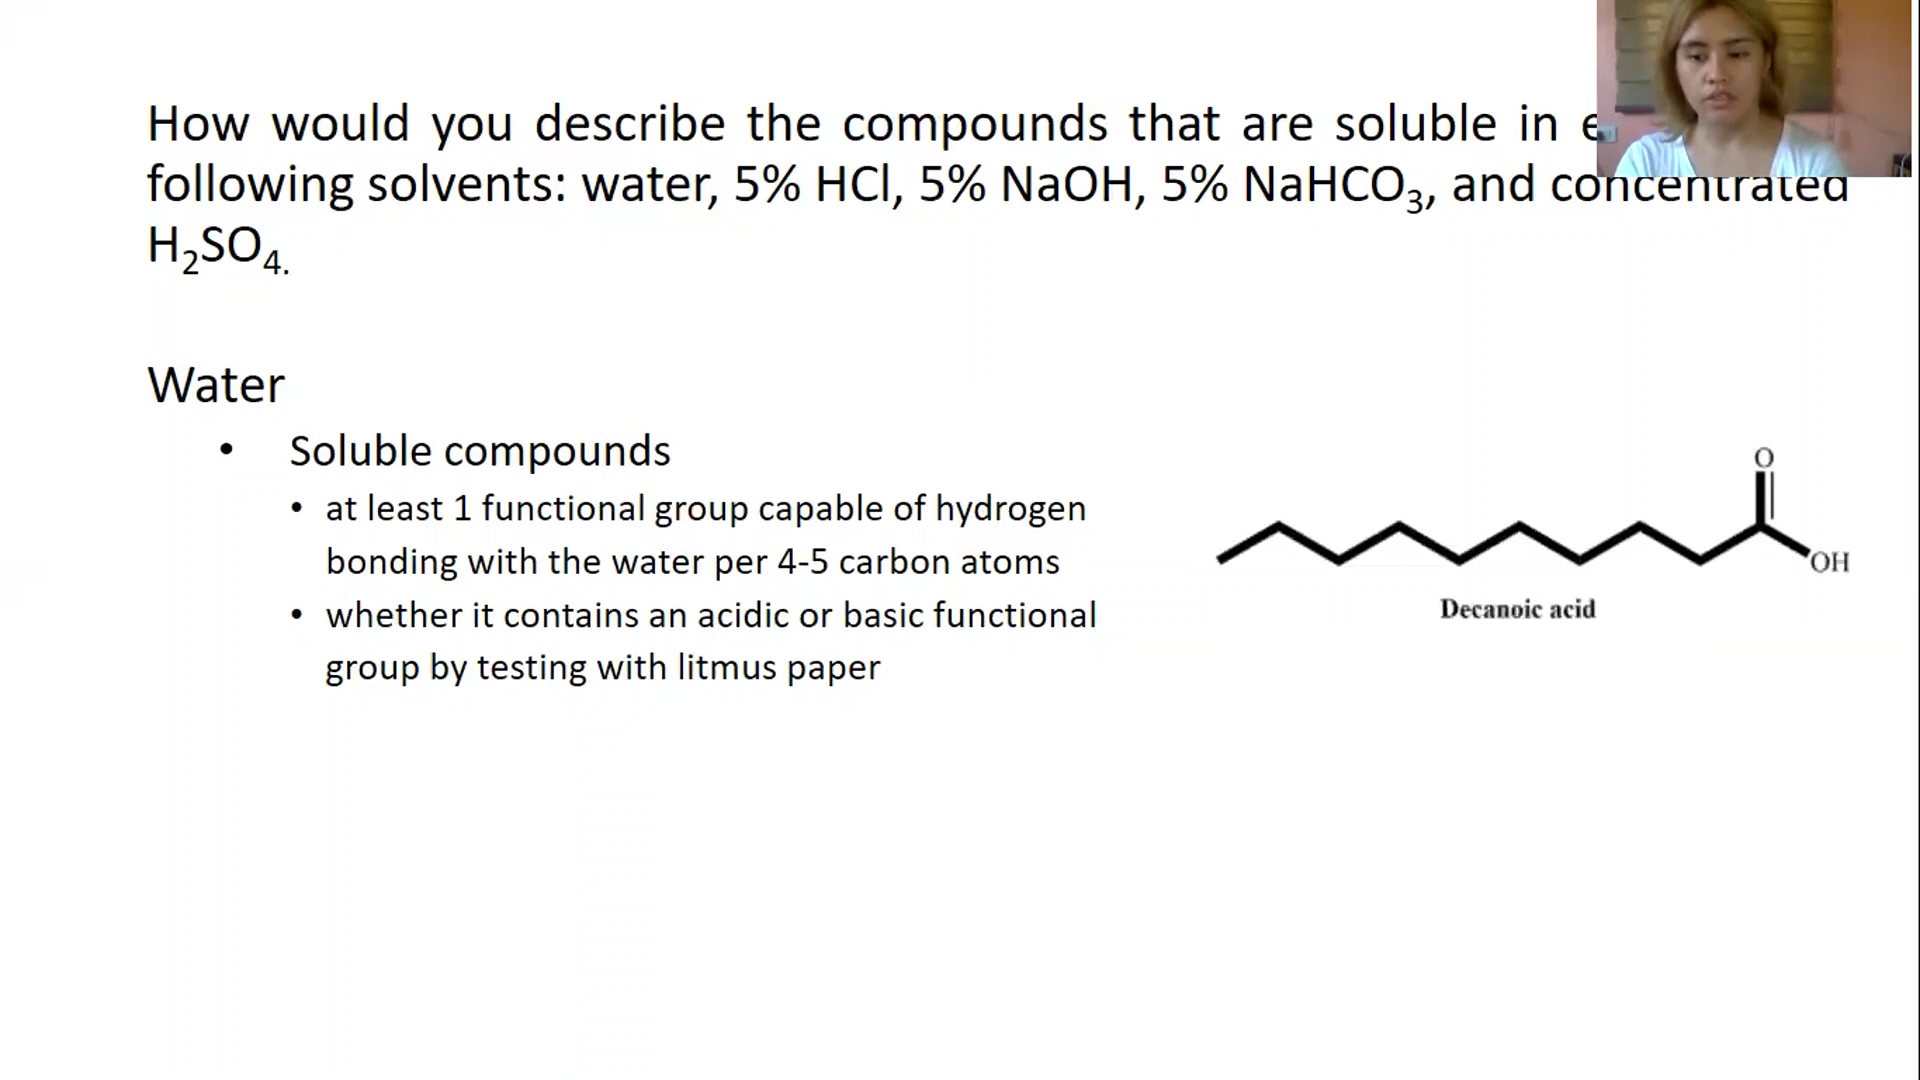 How would you describe the compounds that are soluble in
following solvents: water, 5% HCl, 5% NaOH, 5% NaHCO₃, and concentrated
H₂SO₄.
Water
• Soluble compounds
• at least 1 functional group capable of hydrogen
bonding with the water per 4-5 carbon atoms
• whether it contains an acidic or basic functional
group by testing with litmus paper
O
OH
Decanoic acid